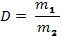 D = m₁ / m₂